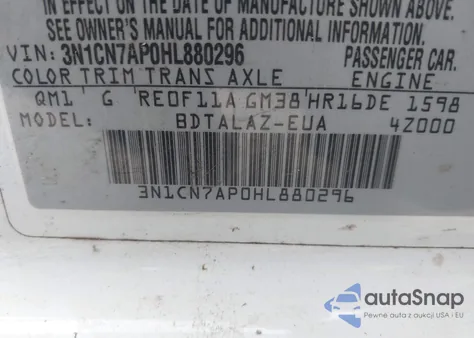 IN EFFECT ON THE DATE OF MANUFACTURE SHOWN ABOVE.
SEE OWNER'S MANUAL FOR ADDITIONAL INFORMATION.
VIN: 3N1CN7AP0HL880296 PASSENGER CAR.
COLOR TRIM TRANS AXLE ENGINE
QM1 G RE0F11A GM38 HR16DE 1598
MODEL: BDTALAZ-EUA 4Z000
3N1CN7AP0HL880296
autoSnap
Pewne auta z aukcji w USA i EU